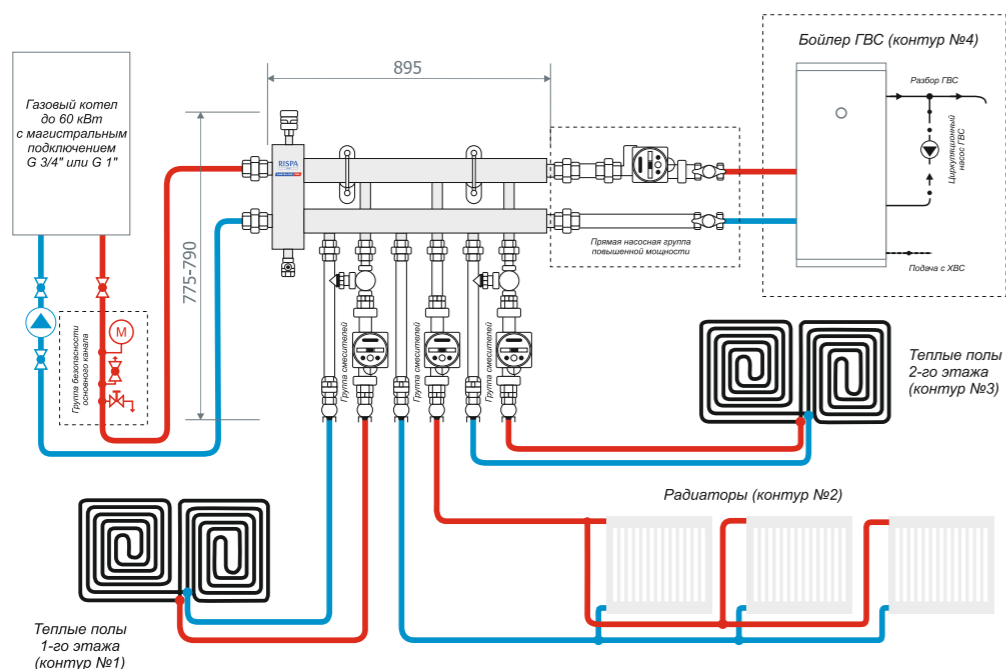 Газовый котел
до 60 кВт
с магистральным
подключением
G 3/4" или G 1"
895
775-790
RISPA
Бойлер ГВС (контур №4)
Разбор ГВС
Циркуляционный
насос ГВС
Подача с ХВС
Прямая насосная группа
повышенной мощности
Группа безопасности
основного канала
M
Группа смесителей
Группа смесителей
Группа смесителей
Теплые полы
2-го этажа
(контур №3)
Радиаторы (контур №2)
Теплые полы
1-го этажа
(контур №1)